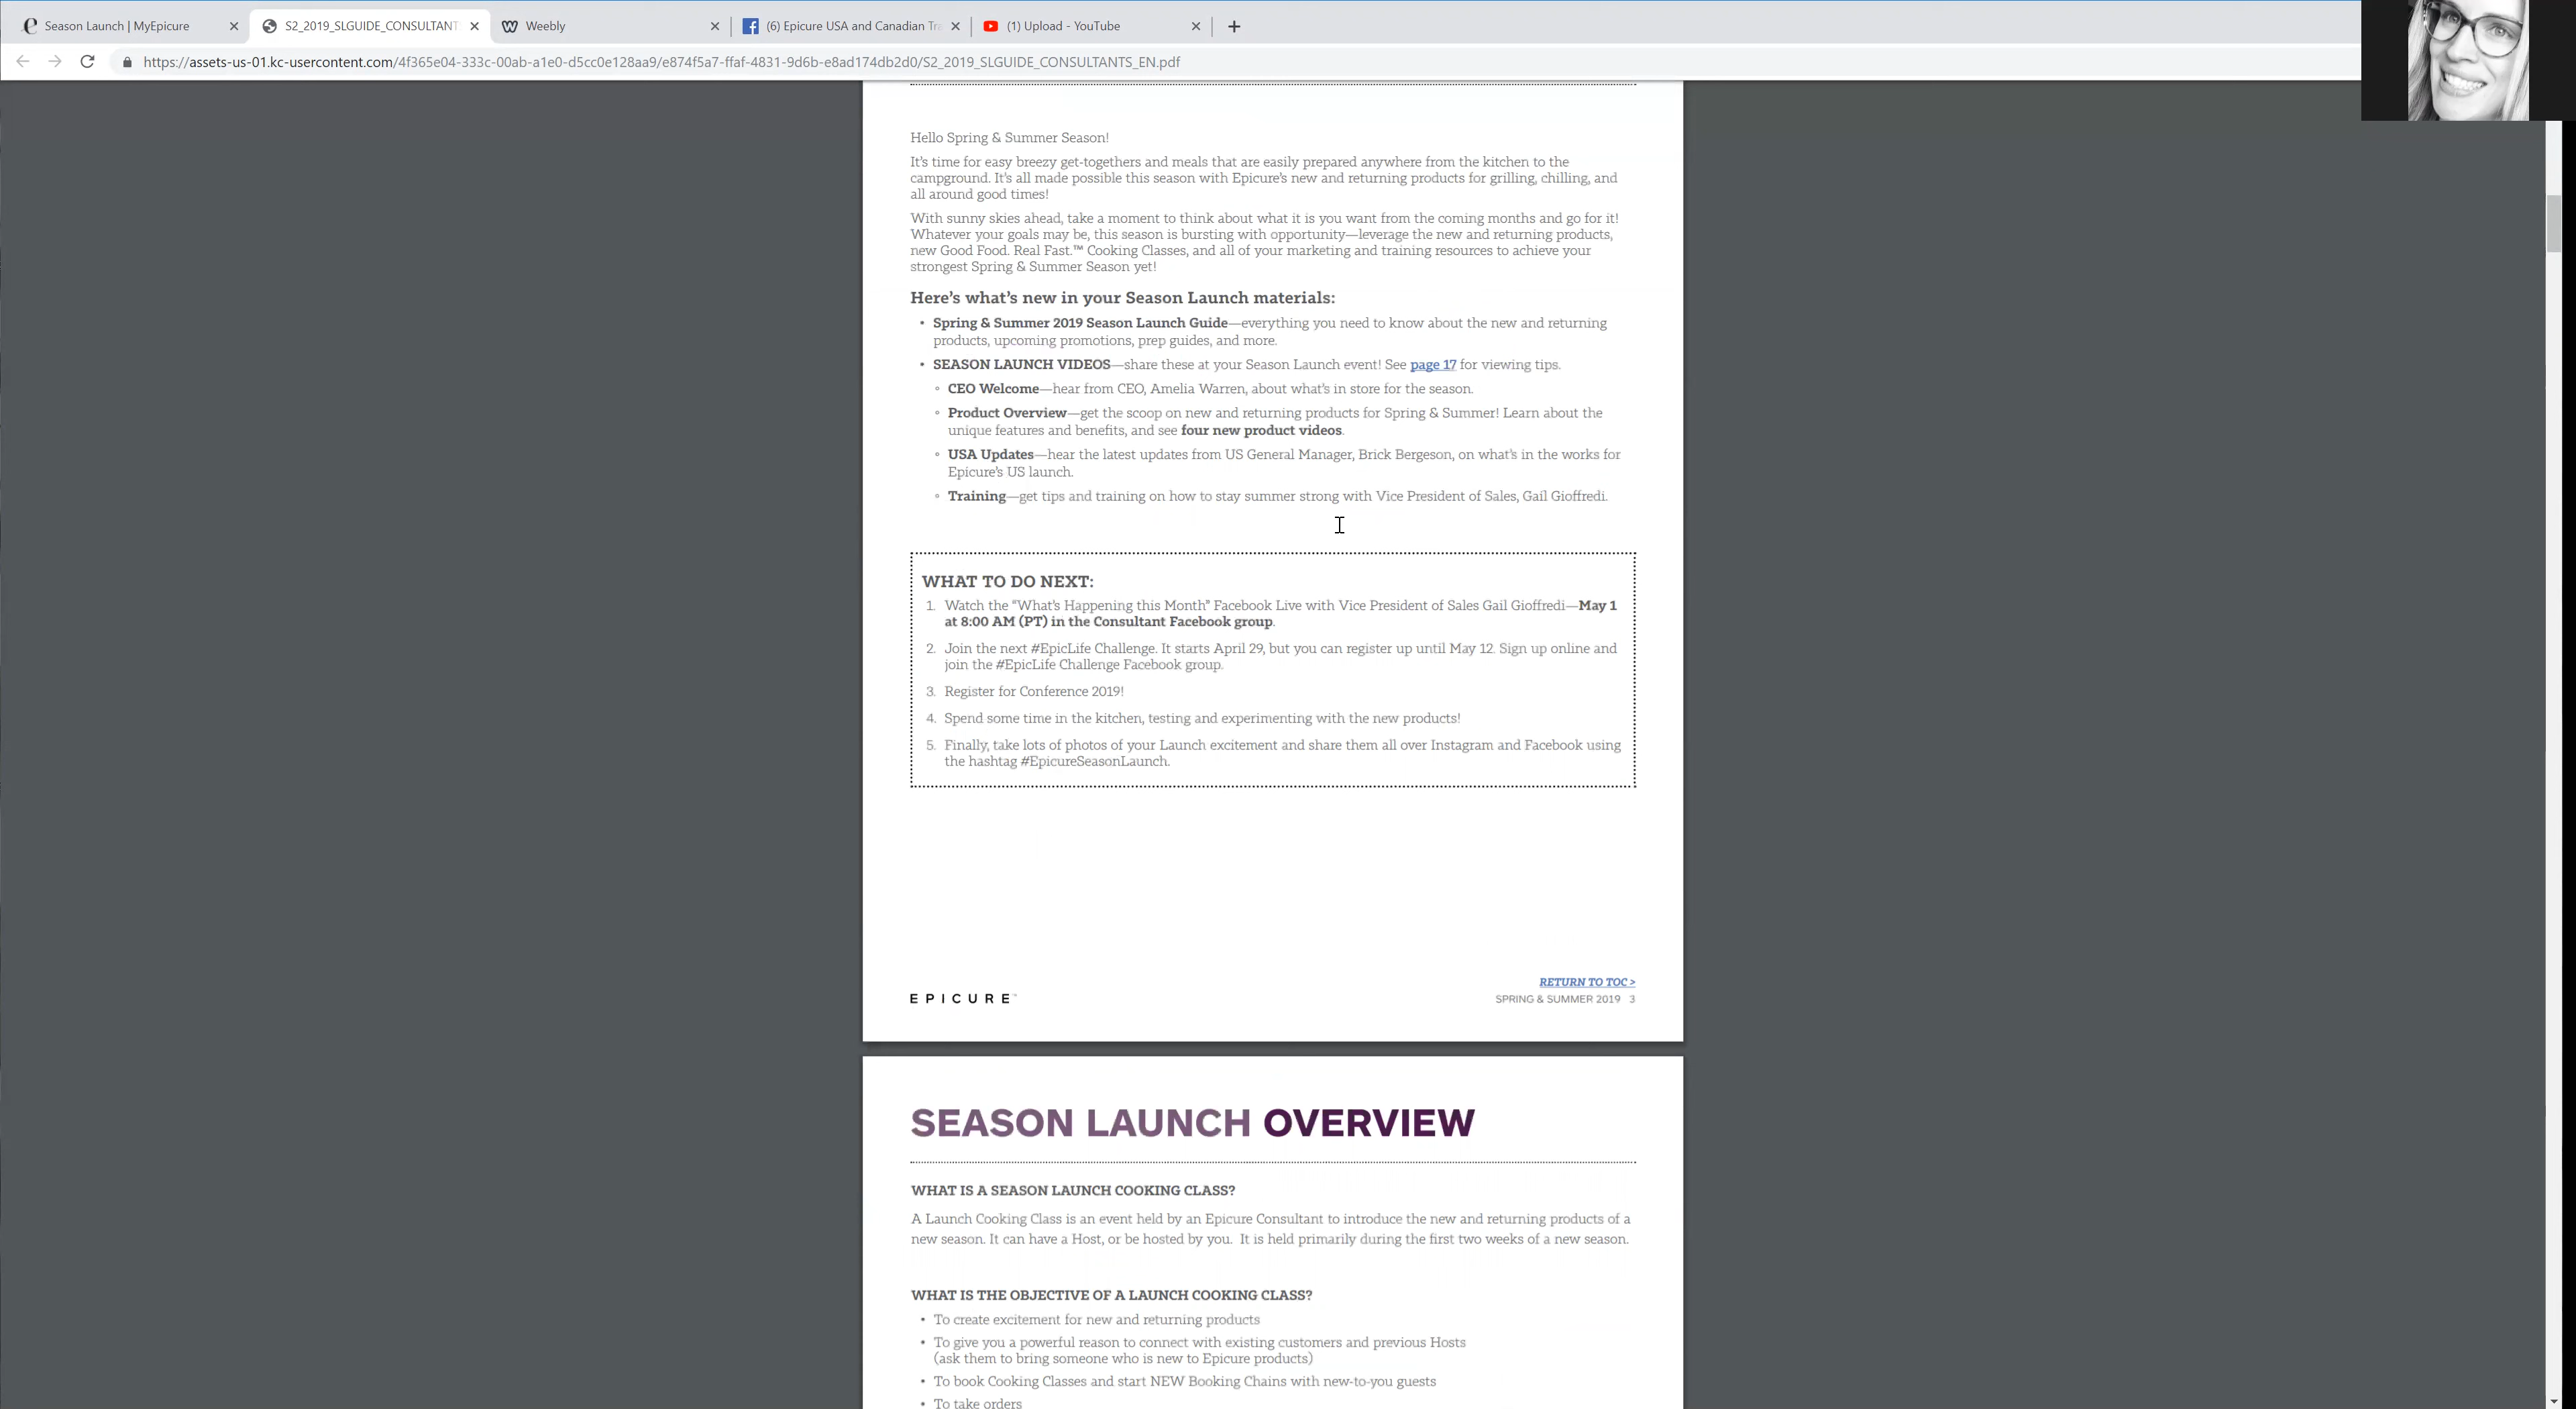 Season Launch | MyEpicure
S2_2019_SLGUIDE_CONSULTANT
Weebly
(6) Epicure USA and Canadian Tra
(1) Upload - YouTube
https://assets-us-01.kc-usercontent.com/4f365e04-333c-00ab-a1e0-d5cc0e128aa9/e874f5a7-ffaf-4831-9d6b-e8ad174db2d0/S2_2019_SLGUIDE_CONSULTANTS_EN.pdf
Hello Spring & Summer Season!
It's time for easy breezy get-togethers and meals that are easily prepared anywhere from the kitchen to the
campground. It's all made possible this season with Epicure's new and returning products for grilling, chilling, and
all around good times!
With sunny skies ahead, take a moment to think about what it is you want from the coming months and go for it!
Whatever your goals may be, this season is bursting with opportunity—leverage the new and returning products,
new Good Food. Real Fast.™ Cooking Classes, and all of your marketing and training resources to achieve your
strongest Spring & Summer Season yet!
Here's what's new in your Season Launch materials:
• Spring & Summer 2019 Season Launch Guide—everything you need to know about the new and returning
products, upcoming promotions, prep guides, and more.
• SEASON LAUNCH VIDEOS—share these at your Season Launch event! See page 17 for viewing tips.
◦ CEO Welcome—hear from CEO, Amelia Warren, about what's in store for the season.
◦ Product Overview—get the scoop on new and returning products for Spring & Summer! Learn about the
unique features and benefits, and see four new product videos.
◦ USA Updates—hear the latest updates from US General Manager, Brick Bergeson, on what's in the works for
Epicure's US launch.
◦ Training—get tips and training on how to stay summer strong with Vice President of Sales, Gail Gioffredi.
WHAT TO DO NEXT:
1. Watch the "What's Happening this Month" Facebook Live with Vice President of Sales Gail Gioffredi—May 1
at 8:00 AM (PT) in the Consultant Facebook group.
2. Join the next #EpicLife Challenge. It starts April 29, but you can register up until May 12. Sign up online and
join the #EpicLife Challenge Facebook group.
3. Register for Conference 2019!
4. Spend some time in the kitchen, testing and experimenting with the new products!
5. Finally, take lots of photos of your Launch excitement and share them all over Instagram and Facebook using
the hashtag #EpicureSeasonLaunch.
RETURN TO TOC >
EPICURE™
SPRING & SUMMER 2019 3
SEASON LAUNCH OVERVIEW
WHAT IS A SEASON LAUNCH COOKING CLASS?
A Launch Cooking Class is an event held by an Epicure Consultant to introduce the new and returning products of a
new season. It can have a Host, or be hosted by you. It is held primarily during the first two weeks of a new season.
WHAT IS THE OBJECTIVE OF A LAUNCH COOKING CLASS?
• To create excitement for new and returning products
• To give you a powerful reason to connect with existing customers and previous Hosts
(ask them to bring someone who is new to Epicure products)
• To book Cooking Classes and start NEW Booking Chains with new-to-you guests
• To take orders